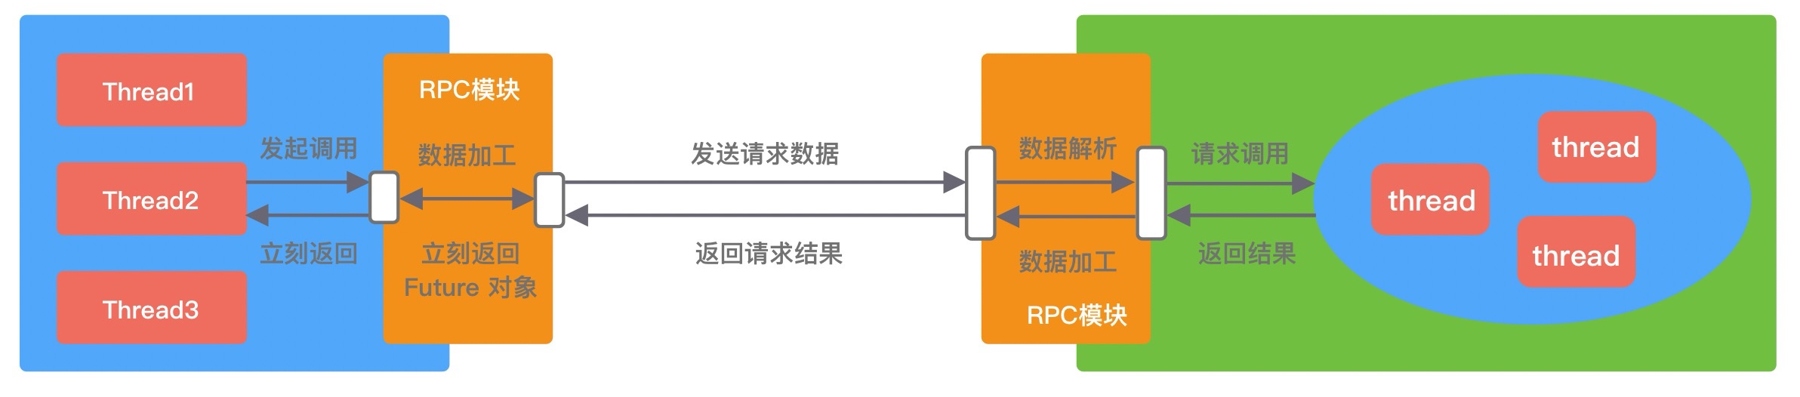 Thread1
Thread2
Thread3
发起调用
立刻返回
RPC模块
数据加工
立刻返回
Future 对象
发送请求数据
返回请求结果
数据解析
数据加工
RPC模块
请求调用
返回结果
thread
thread
thread